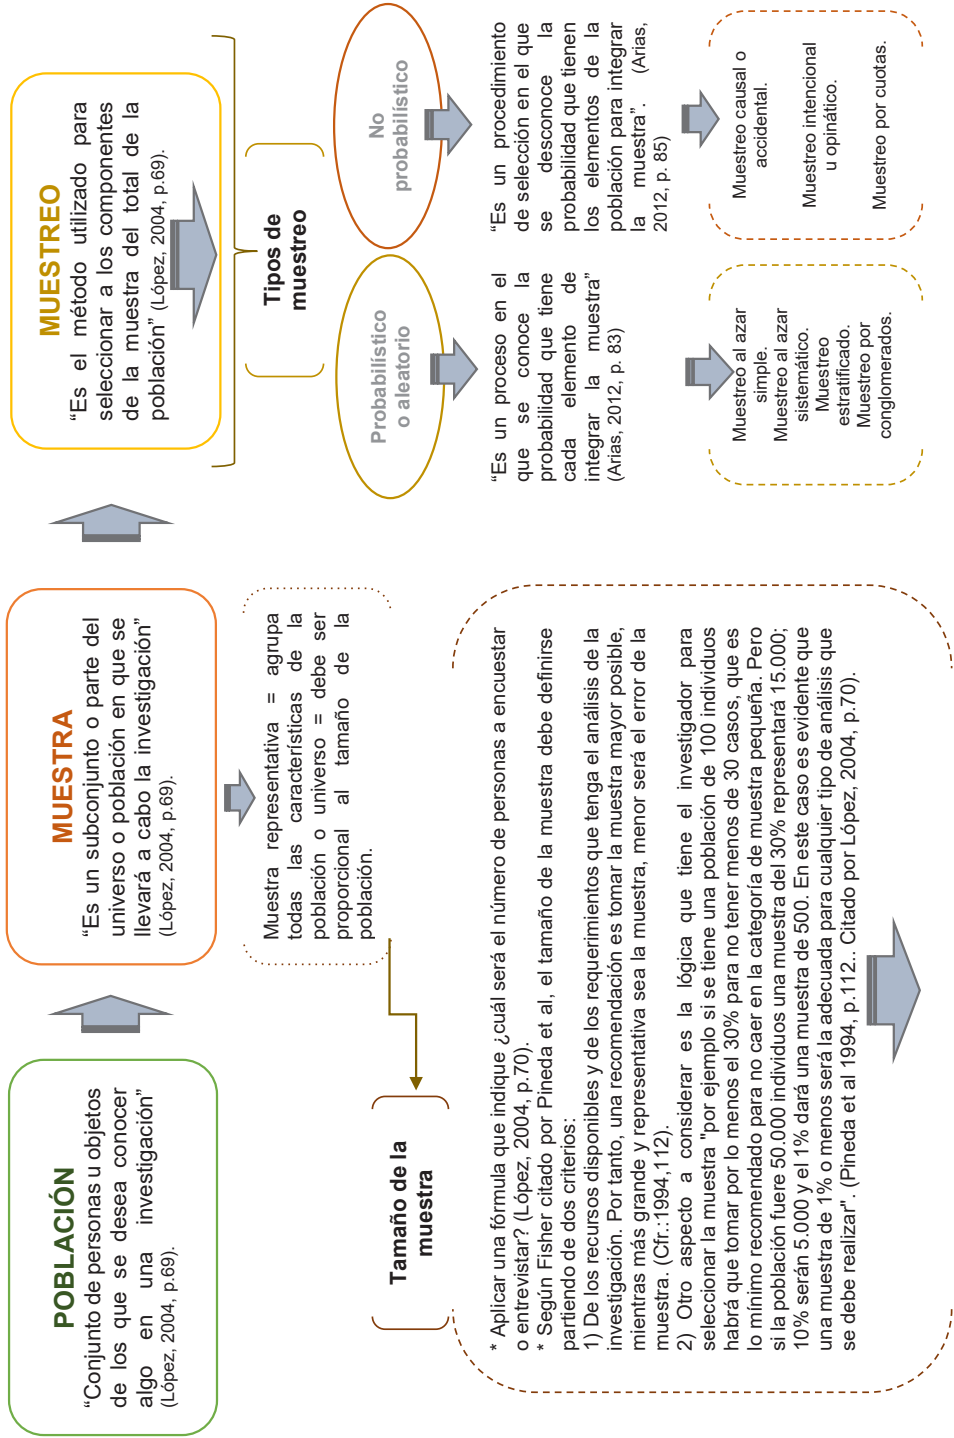 POBLACIÓN
“Conjunto de personas u objetos
de los que se desea conocer
algo en una investigación”
(López, 2004, p.69).
MUESTRA
“Es un subconjunto o parte del
universo o población en que se
llevará a cabo la investigación”
(López, 2004, p.69).
MUESTREO
“Es el método utilizado para
seleccionar a los componentes
de la muestra del total de la
población” (López, 2004, p.69).
Muestra representativa = agrupa
todas las características de la
población o universo = debe ser
proporcional al tamaño de la
población.
Tipos de
muestreo
Tamaño de la
muestra
Probabilístico
o aleatorio
No
probabilístico
“Es un proceso en el
que se conoce la
probabilidad que tiene
cada elemento de
integrar la muestra”
(Arias, 2012, p. 83)
“Es un procedimiento
de selección en el que
se desconoce la
probabilidad que tienen
los elementos de la
población para integrar
la muestra”. (Arias,
2012, p. 85)
Muestreo al azar
simple.
Muestreo al azar
sistemático.
Muestreo
estratificado.
Muestreo por
conglomerados.
Muestreo causal o
accidental.
Muestreo intencional
u opinático.
Muestreo por cuotas.
* Aplicar una fórmula que indique ¿cuál será el número de personas a encuestar
o entrevistar? (López, 2004, p.70).
* Según Fisher citado por Pineda et al, el tamaño de la muestra debe definirse
partiendo de dos criterios:
1) De los recursos disponibles y de los requerimientos que tenga el análisis de la
investigación. Por tanto, una recomendación es tomar la muestra mayor posible,
mientras más grande y representativa sea la muestra, menor será el error de la
muestra. (Cfr.:1994,112).
2) Otro aspecto a considerar es la lógica que tiene el investigador para
seleccionar la muestra "por ejemplo si se tiene una población de 100 individuos
habrá que tomar por lo menos el 30% para no tener menos de 30 casos, que es
lo mínimo recomendado para no caer en la categoría de muestra pequeña. Pero
si la población fuere 50.000 individuos una muestra del 30% representará 15.000;
10% serán 5.000 y el 1% dará una muestra de 500. En este caso es evidente que
una muestra de 1% o menos será la adecuada para cualquier tipo de análisis que
se debe realizar". (Pineda et al 1994, p.112.. Citado por López, 2004, p.70).